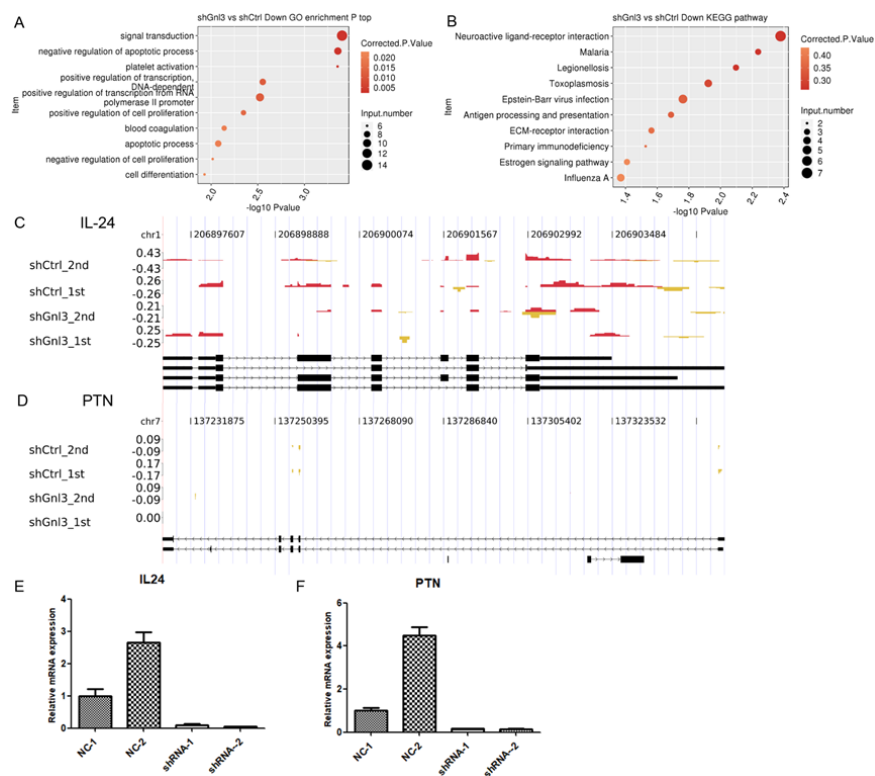 A
shGnl3 vs shCtrl Down GO enrichment P top
signal transduction
negative regulation of apoptotic process
platelet activation
positive regulation of transcription,
DNA-dependent
positive regulation of transcription from RNA
polymerase II promoter
positive regulation of cell proliferation
blood coagulation
apoptotic process
negative regulation of cell proliferation
cell differentiation
Item
2.0 2.5 3.0
-log10 Pvalue
Corrected.P.Value
0.020
0.015
0.010
0.005
Input.number
6
8
10
12
14
B
shGnl3 vs shCtrl Down KEGG pathway
Neuroactive ligand-receptor interaction
Malaria
Legionellosis
Toxoplasmosis
Epstein-Barr virus infection
Antigen processing and presentation
ECM-receptor interaction
Primary immunodeficiency
Estrogen signaling pathway
Influenza A
Item
1.4 1.6 1.8 2.0 2.2 2.4
-log10 Pvalue
Corrected.P.Value
0.40
0.35
0.30
Input.number
2
3
4
5
6
7
C IL-24
chr1 |206897607 |206898888 |206900074 |206901567 |206902992 |206903484 |
shCtrl_2nd 0.43
-0.43
shCtrl_1st 0.26
-0.26
shGnl3_2nd 0.21
-0.21
shGnl3_1st 0.25
-0.25
D PTN
chr7 |137231875 |137250395 |137268090 |137286840 |137305402 |137323532 |
shCtrl_2nd 0.09
-0.09
shCtrl_1st 0.17
-0.17
shGnl3_2nd 0.09
-0.09
shGnl3_1st 0.00
E
IL24
Relative mRNA expression
4
3
2
1
0
NC-1 NC-2 shRNA-1 shRNA--2
F
PTN
Relative mRNA expression
6
4
2
0
NC-1 NC-2 shRNA-1 shRNA--2